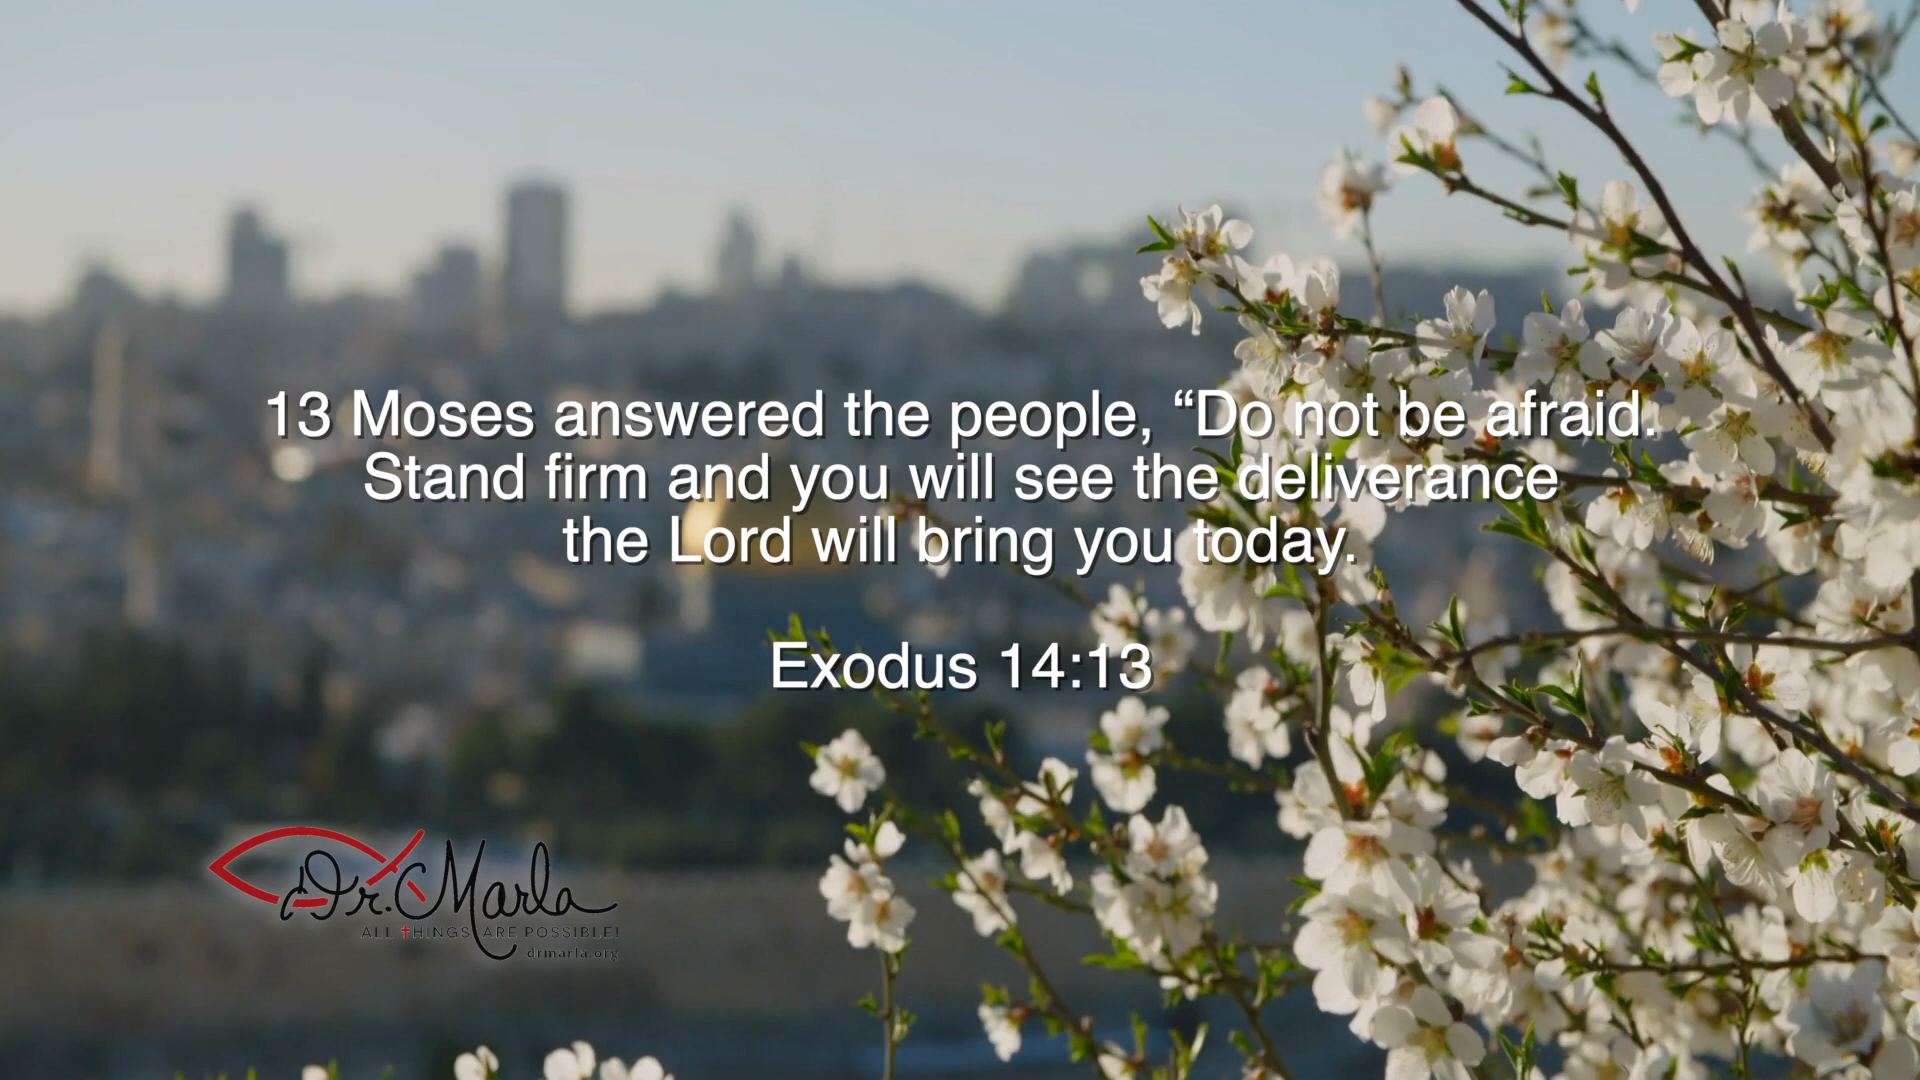 13 Moses answered the people, “Do not be afraid.
Stand firm and you will see the deliverance
the Lord will bring you today.
Exodus 14:13
Dr. Marla
ALL THINGS ARE POSSIBLE!
drmarla.org